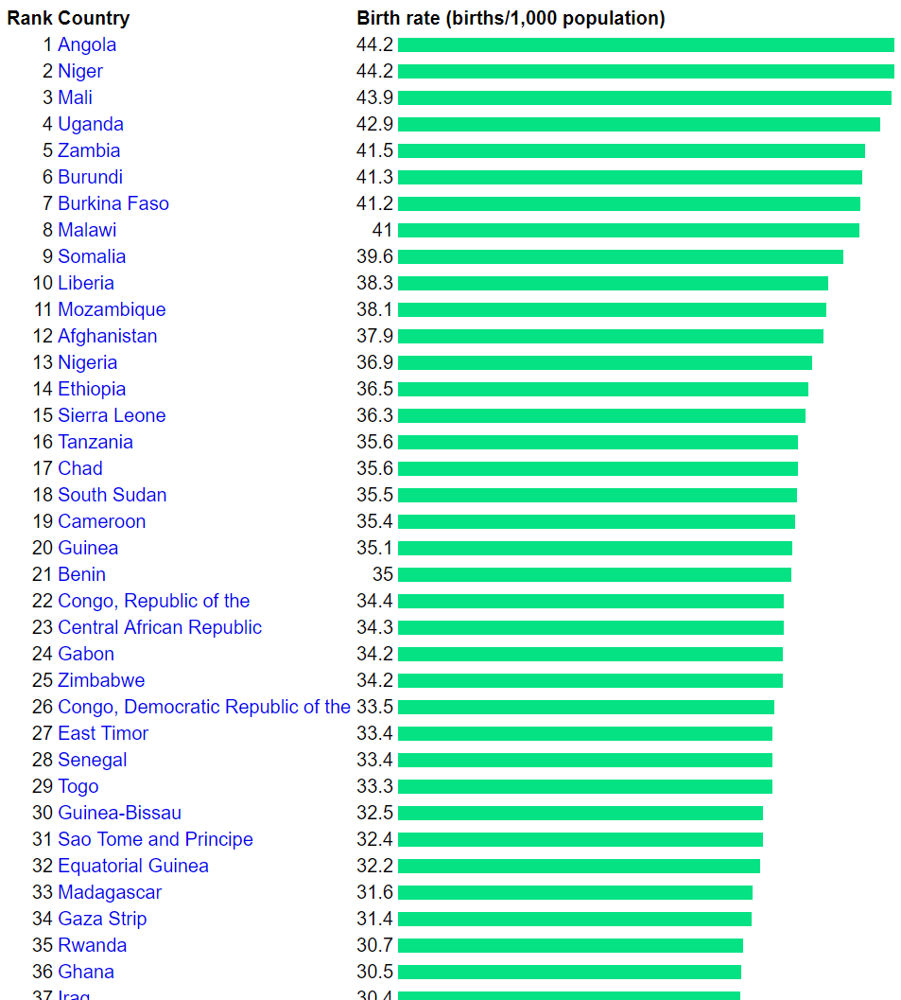 Rank Country Birth rate (births/1,000 population)
1 Angola 44.2
2 Niger 44.2
3 Mali 43.9
4 Uganda 42.9
5 Zambia 41.5
6 Burundi 41.3
7 Burkina Faso 41.2
8 Malawi 41
9 Somalia 39.6
10 Liberia 38.3
11 Mozambique 38.1
12 Afghanistan 37.9
13 Nigeria 36.9
14 Ethiopia 36.5
15 Sierra Leone 36.3
16 Tanzania 35.6
17 Chad 35.6
18 South Sudan 35.5
19 Cameroon 35.4
20 Guinea 35.1
21 Benin 35
22 Congo, Republic of the 34.4
23 Central African Republic 34.3
24 Gabon 34.2
25 Zimbabwe 34.2
26 Congo, Democratic Republic of the 33.5
27 East Timor 33.4
28 Senegal 33.4
29 Togo 33.3
30 Guinea-Bissau 32.5
31 Sao Tome and Principe 32.4
32 Equatorial Guinea 32.2
33 Madagascar 31.6
34 Gaza Strip 31.4
35 Rwanda 30.7
36 Ghana 30.5
37 Iraq 30.4